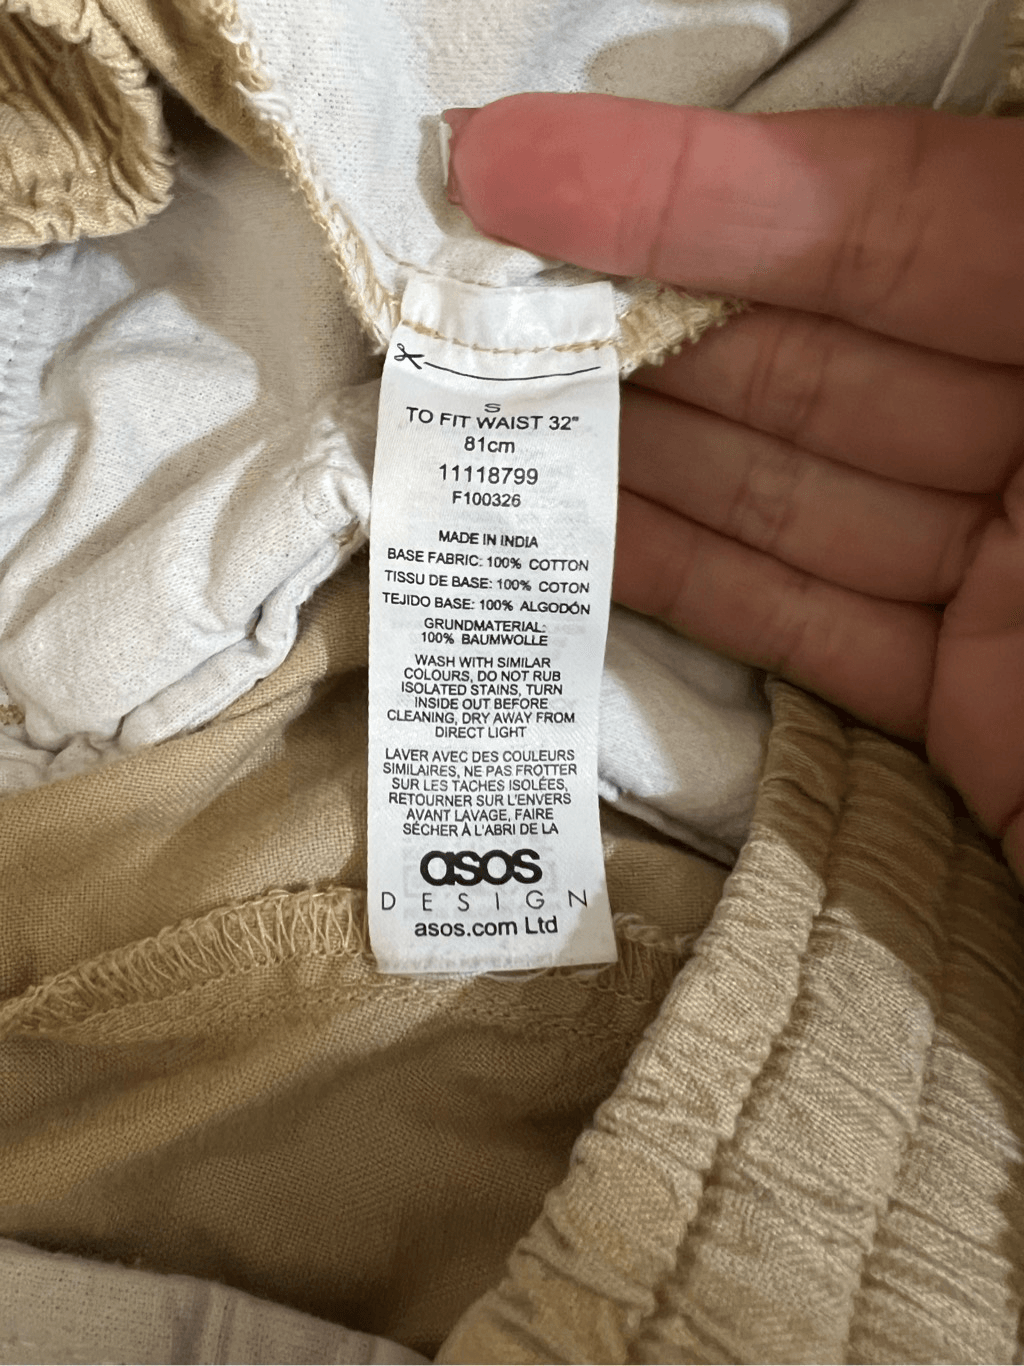 S
TO FIT WAIST 32"
81cm
11118799
F100326
MADE IN INDIA
BASE FABRIC: 100% COTTON
TISSU DE BASE: 100% COTON
TEJIDO BASE: 100% ALGODÓN
GRUNDMATERIAL:
100% BAUMWOLLE
WASH WITH SIMILAR
COLOURS, DO NOT RUB
ISOLATED STAINS, TURN
INSIDE OUT BEFORE
CLEANING, DRY AWAY FROM
DIRECT LIGHT
LAVER AVEC DES COULEURS
SIMILAIRES, NE PAS FROTTER
SUR LES TACHES ISOLÉES,
RETOURNER SUR L'ENVERS
AVANT LAVAGE, FAIRE
SÉCHER À L'ABRI DE LA
asos
DESIGN
asos.com Ltd